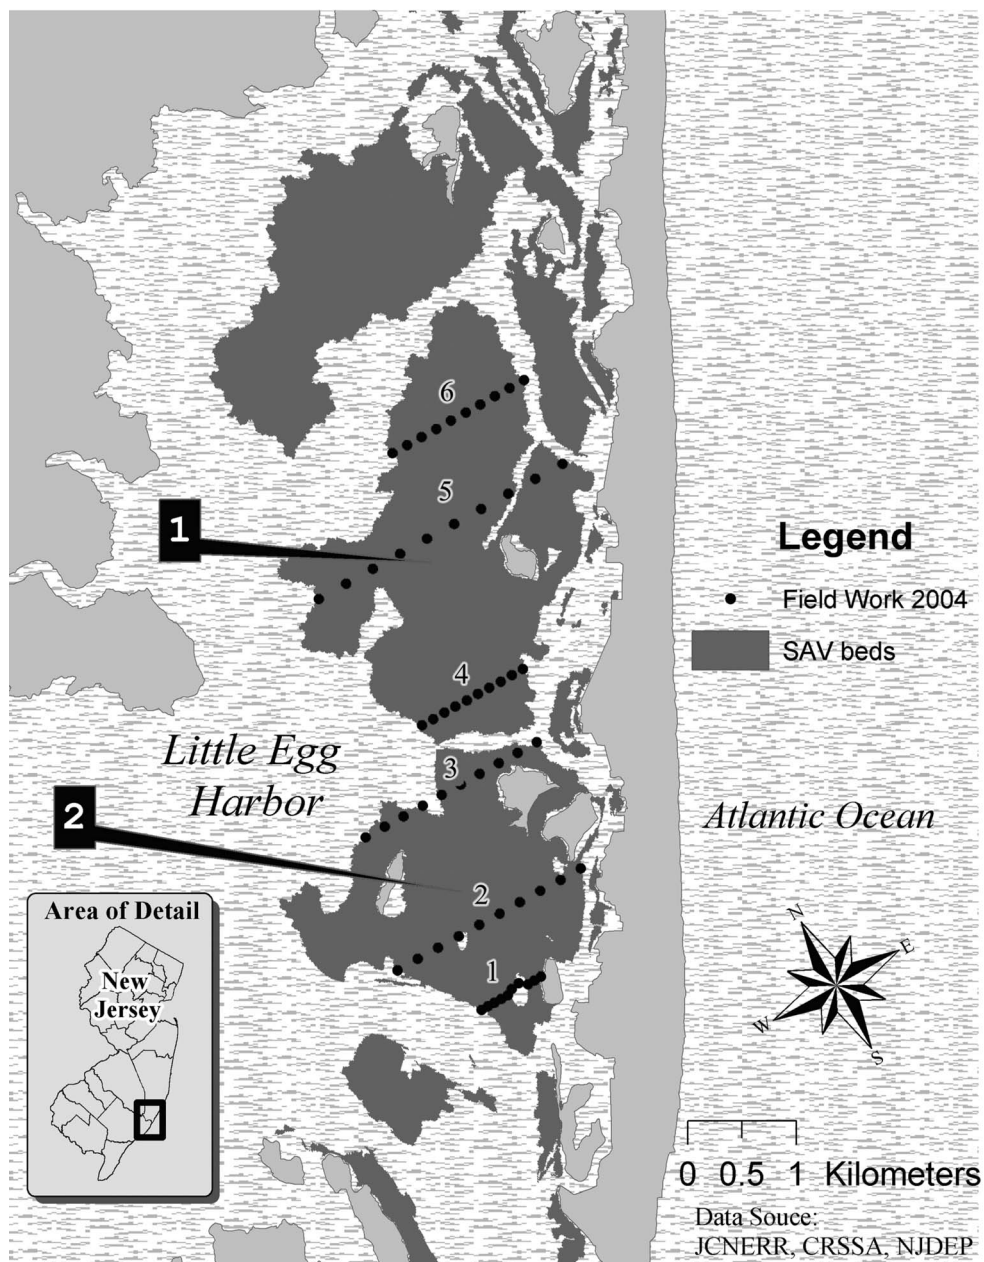 6
5
1
Legend
Field Work 2004
SAV beds
4
Little Egg
Harbor
3
2
Atlantic Ocean
2
Area of Detail
New
Jersey
1
N
E
W
S
0 0.5 1 Kilometers
Data Souce:
JCNERR, CRSSA, NJDEP